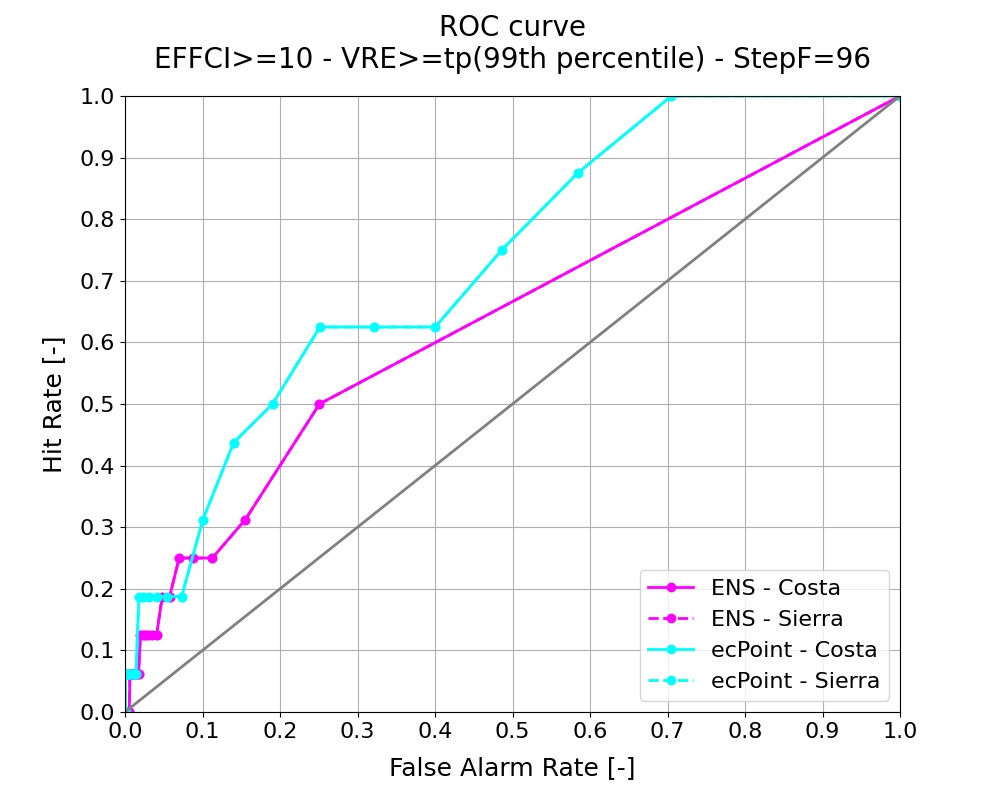 ROC curve
EFFCI>=10 - VRE>=tp(99th percentile) - StepF=96
1.0
0.9
0.8
0.7
0.6
0.5
0.4
0.3
0.2
0.1
0.0
Hit Rate [-]
ENS - Costa
ENS - Sierra
ecPoint - Costa
ecPoint - Sierra
0.0 0.1 0.2 0.3 0.4 0.5 0.6 0.7 0.8 0.9 1.0
False Alarm Rate [-]